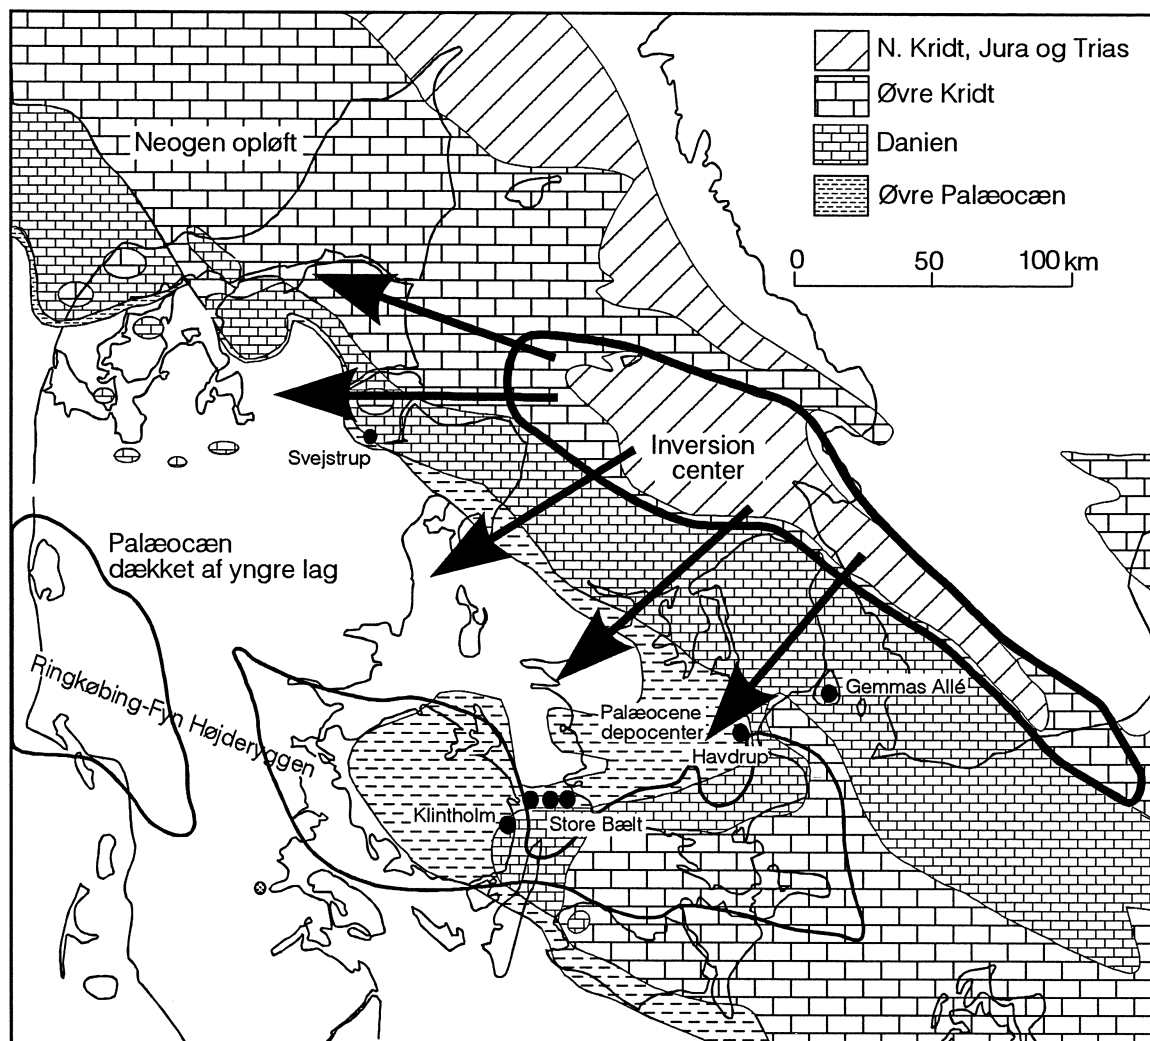 N. Kridt, Jura og Trias
Øvre Kridt
Danien
Øvre Palæocæn
0 50 100 km
Neogen opløft
Inversion
center
Svejstrup
Palæocæn
dækket af yngre lag
Ringkøbing-Fyn Højderyggen
Gemmas Allé
Palæocene
depocenter
Havdrup
Klintholm
Store Bælt